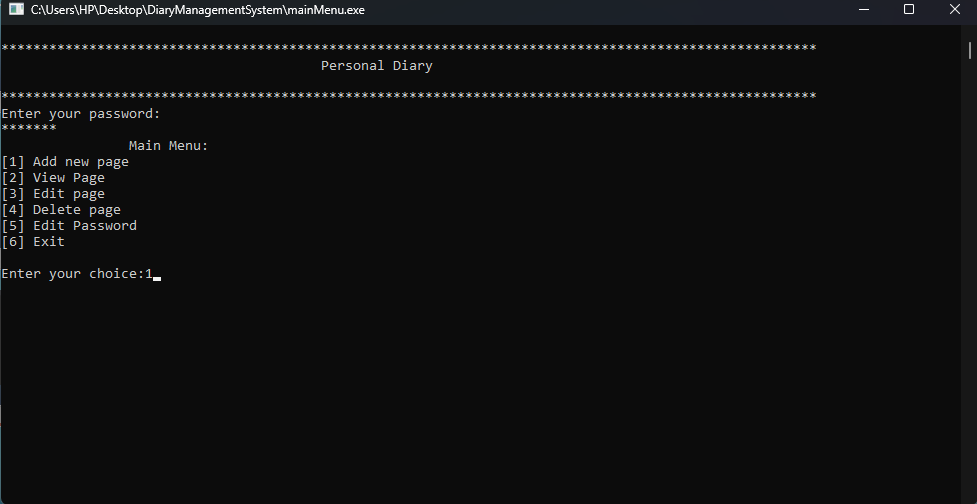 C:\Users\HP\Desktop\DiaryManagementSystem\mainMenu.exe
******************************************************************************************************
Personal Diary
******************************************************************************************************
Enter your password:
*******
Main Menu:
[1] Add new page
[2] View Page
[3] Edit page
[4] Delete page
[5] Edit Password
[6] Exit
Enter your choice:1